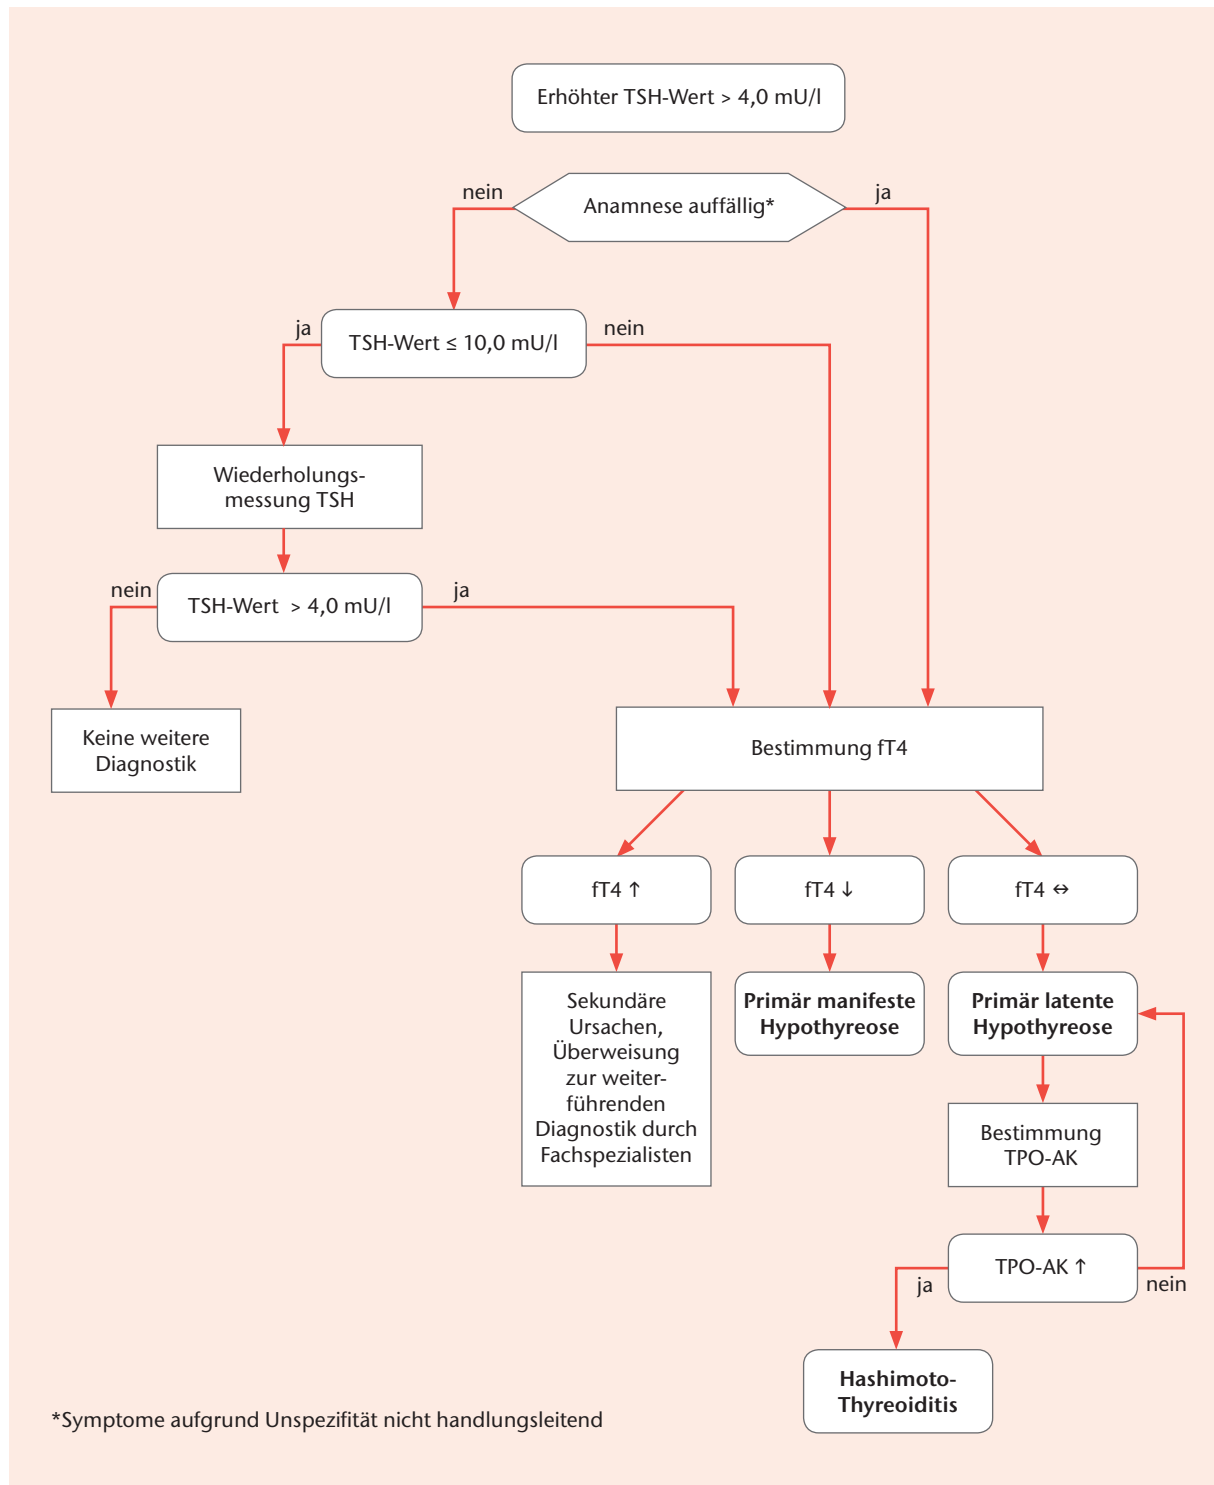 Erhöhter TSH-Wert > 4,0 mU/l
nein
Anamnese auffällig*
ja
ja
TSH-Wert ≤ 10,0 mU/l
nein
Wiederholungs-
messung TSH
nein
TSH-Wert > 4,0 mU/l
ja
Keine weitere
Diagnostik
Bestimmung fT4
fT4 ↑
fT4 ↓
fT4 ↔
Sekundäre
Ursachen,
Überweisung
zur weiter-
führenden
Diagnostik durch
Fachspezialisten
Primär manifeste
Hypothyreose
Primär latente
Hypothyreose
Bestimmung
TPO-AK
TPO-AK ↑
ja
nein
Hashimoto-
Thyreoiditis
*Symptome aufgrund Unspezifität nicht handlungsleitend